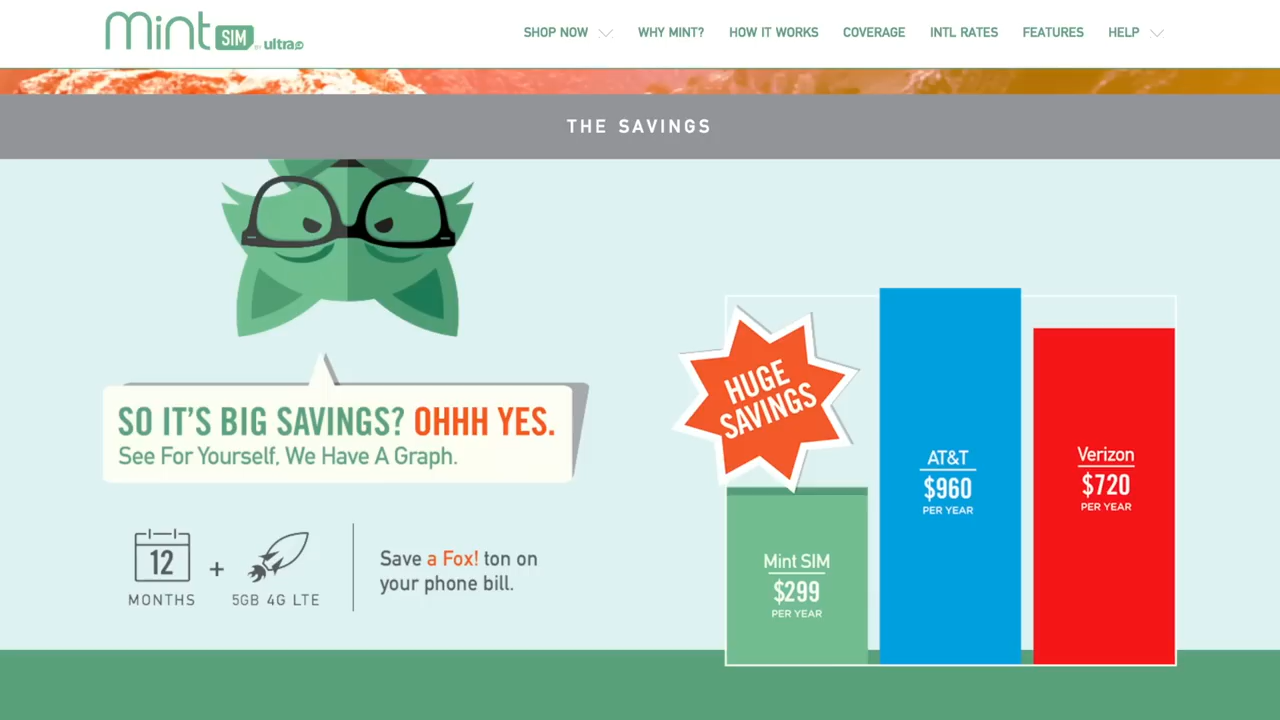 mint SIM BY ultra
SHOP NOW
WHY MINT?
HOW IT WORKS
COVERAGE
INTL RATES
FEATURES
HELP
THE SAVINGS
SO IT'S BIG SAVINGS? OHHH YES.
See For Yourself, We Have A Graph.
12
MONTHS
+
5GB 4G LTE
Save a Fox! ton on
your phone bill.
HUGE
SAVINGS
Mint SIM
$299
PER YEAR
AT&T
$960
PER YEAR
Verizon
$720
PER YEAR